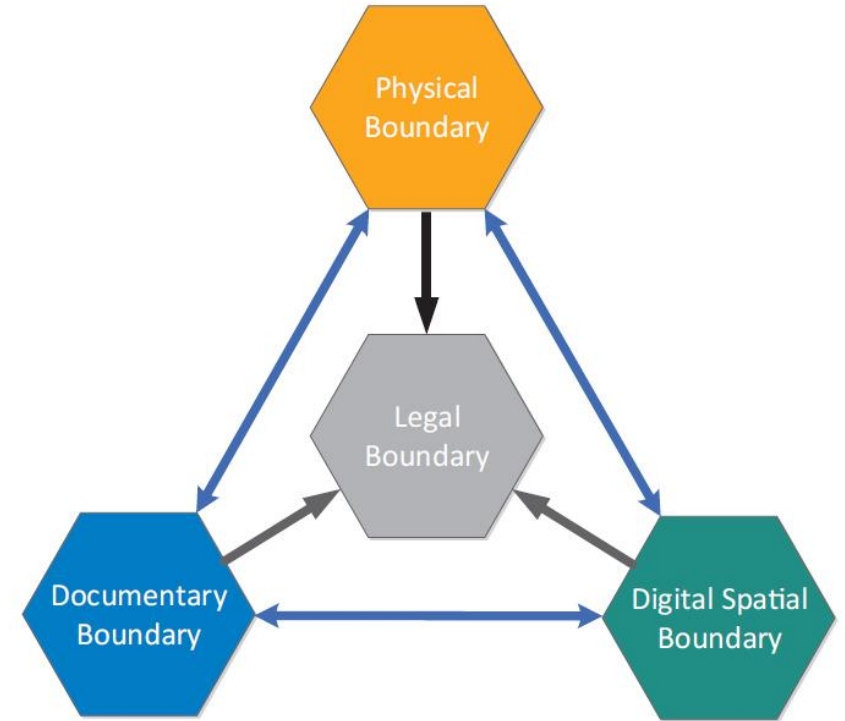 Physical
Boundary
Legal
Boundary
Documentary
Boundary
Digital Spatial
Boundary